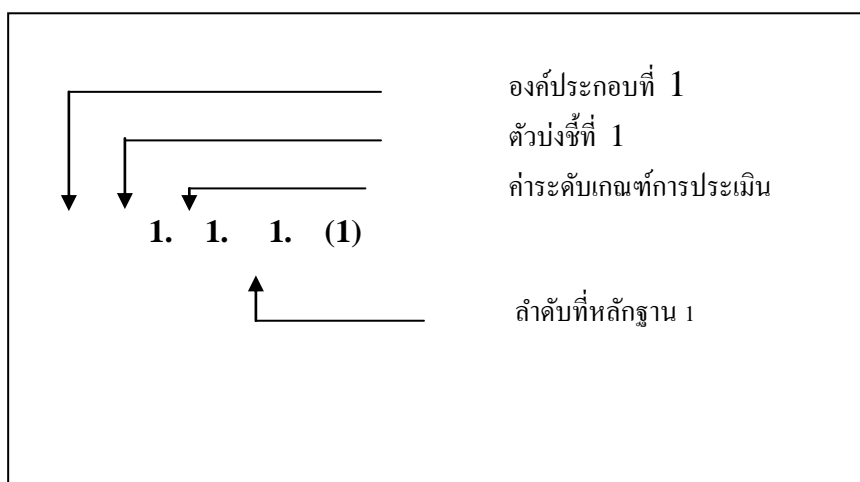 องค์ประกอบที่ 1
ตัวบ่งชี้ที่ 1
ค่าระดับเกณฑ์การประเมิน
1. 1. 1. (1)
ลำดับที่หลักฐาน 1